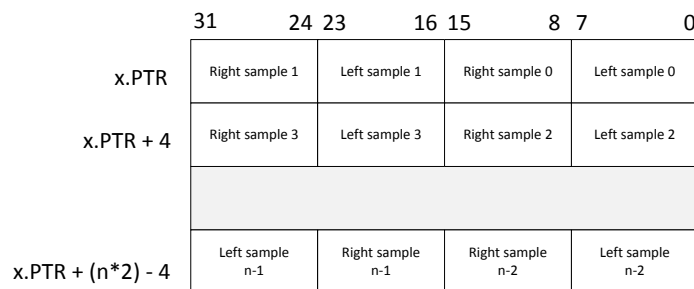 31 24 23 16 15 8 7 0
x.PTR Right sample 1 Left sample 1 Right sample 0 Left sample 0
x.PTR + 4 Right sample 3 Left sample 3 Right sample 2 Left sample 2
x.PTR + (n*2) - 4 Left sample Right sample Right sample Left sample
n-1 n-1 n-2 n-2